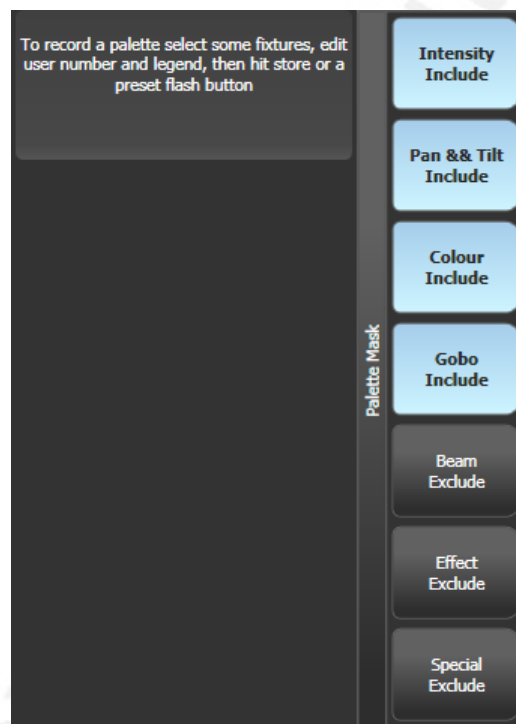 To record a palette select some fixtures, edit
user number and legend, then hit store or a
preset flash button
Palette Mask
Intensity
Include
Pan && Tilt
Include
Colour
Include
Gobo
Include
Beam
Exclude
Effect
Exclude
Special
Exclude